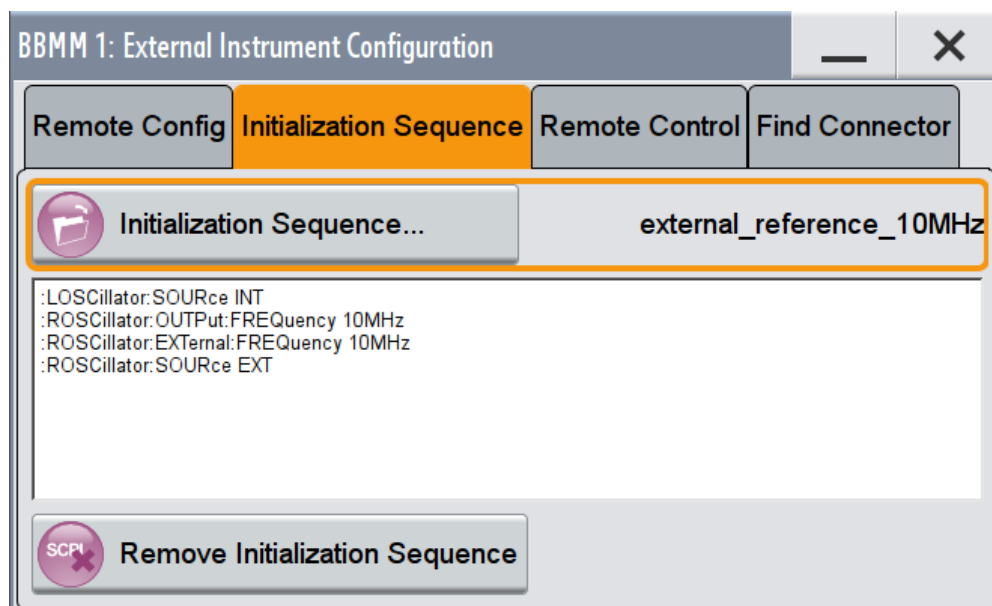 BBMM 1: External Instrument Configuration
Remote Config Initialization Sequence Remote Control Find Connector
Initialization Sequence... external_reference_10MHz
:LOSCillator:SOURce INT
:ROSCillator:OUTPut:FREQuency 10MHz
:ROSCillator:EXTernal:FREQuency 10MHz
:ROSCillator:SOURce EXT
SCPI Remove Initialization Sequence